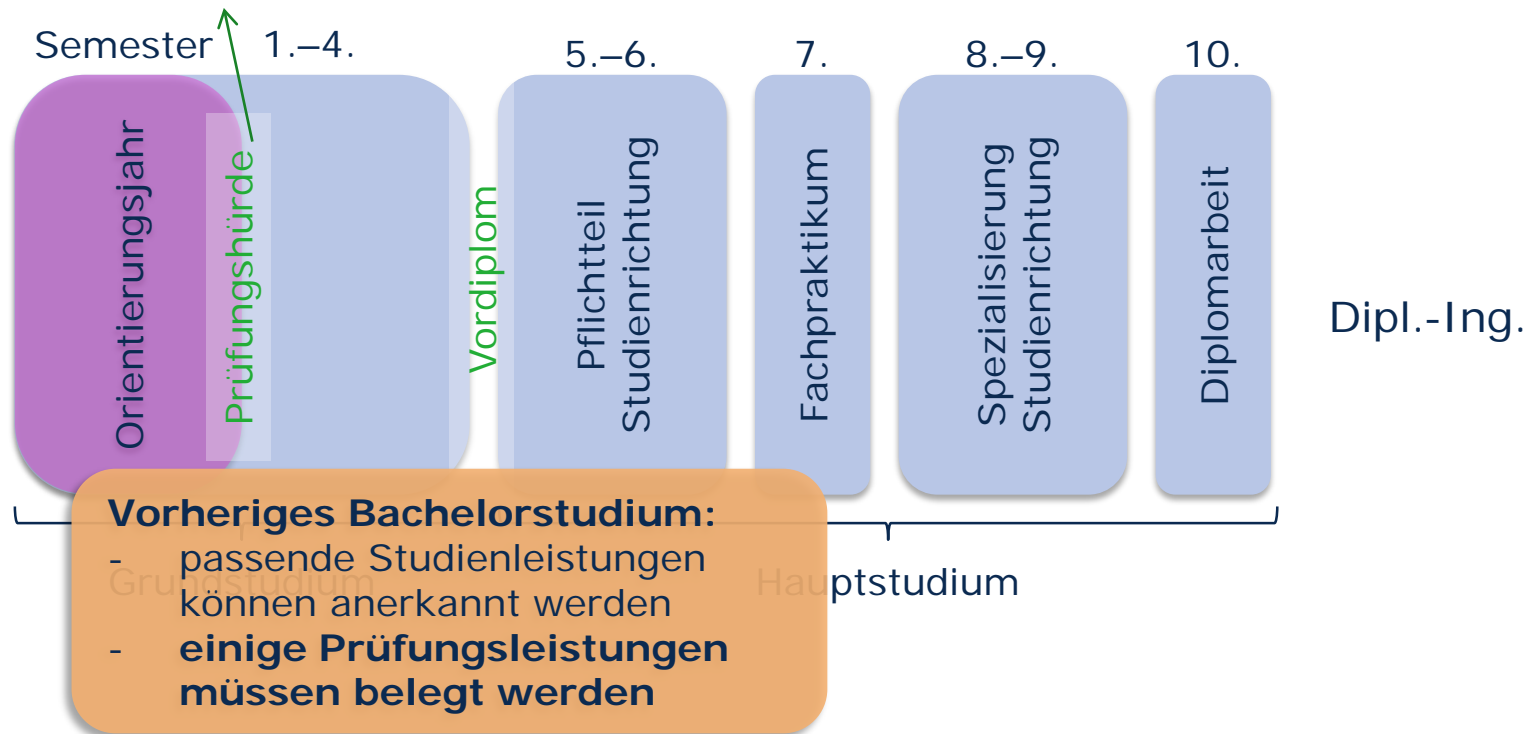 Semester 1.–4. 5.–6. 7. 8.–9. 10.
Orientierungsjahr
Prüfungshürde
Vordiplom
Pflichtteil
Studienrichtung
Fachpraktikum
Spezialisierung
Studienrichtung
Diplomarbeit
Dipl.-Ing.
Vorheriges Bachelorstudium:
- passende Studienleistungen
Grundstudium
Hauptstudium
können anerkannt werden
- einige Prüfungsleistungen
müssen belegt werden